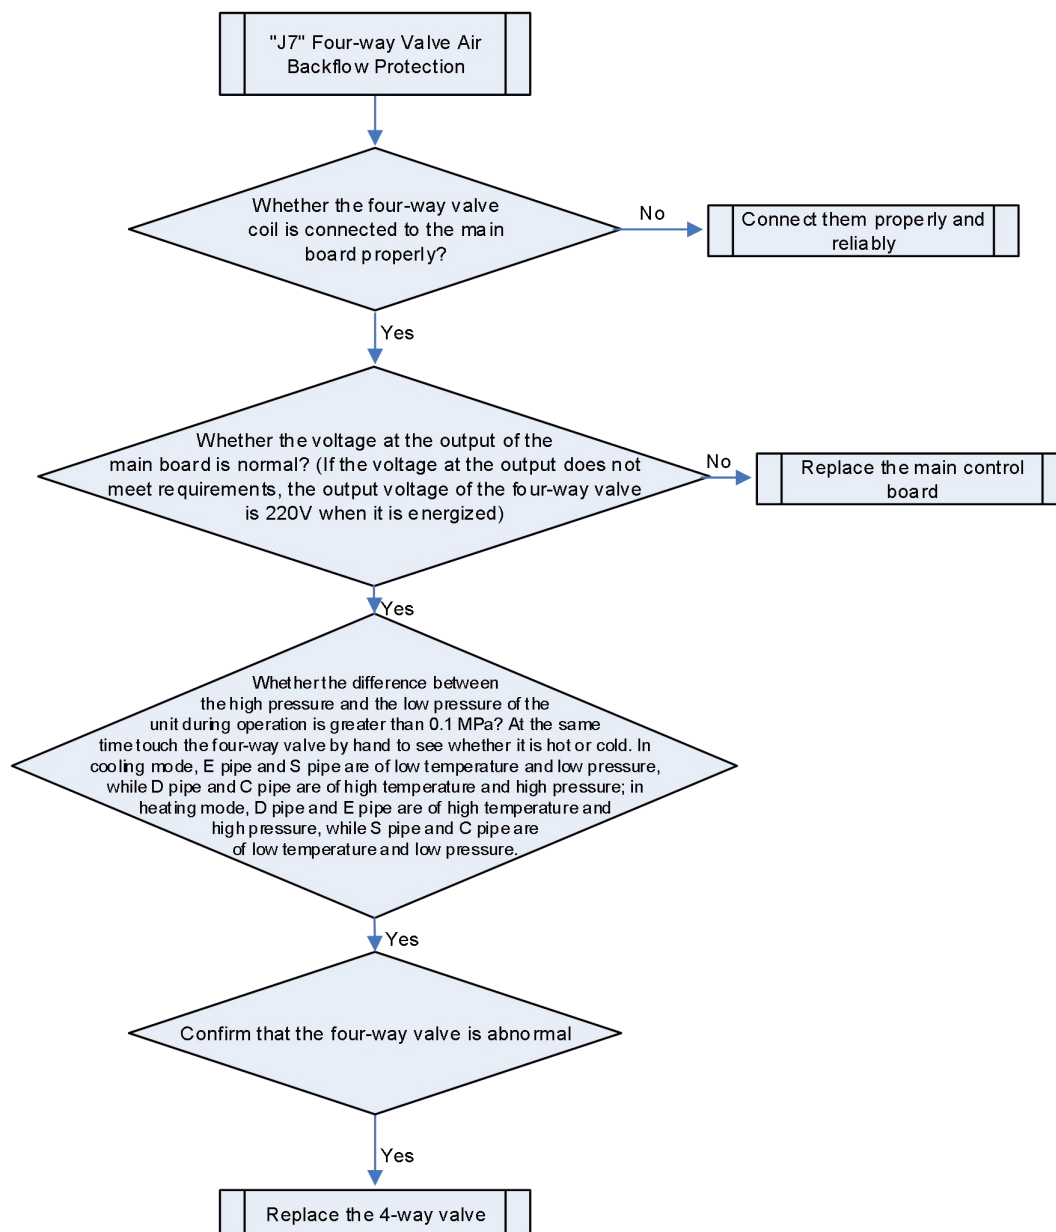 "J7" Four-way Valve Air
Backflow Protection
Whether the four-way valve
coil is connected to the main
board properly?
No
Connect them properly and
reliably
Yes
Whether the voltage at the output of the
main board is normal? (If the voltage at the output does not
meet requirements, the output voltage of the four-way valve
is 220V when it is energized)
No
Replace the main control
board
Yes
Whether the difference between
the high pressure and the low pressure of the
unit during operation is greater than 0.1 MPa? At the same
time touch the four-way valve by hand to see whether it is hot or cold. In
cooling mode, E pipe and S pipe are of low temperature and low pressure,
while D pipe and C pipe are of high temperature and high pressure; in
heating mode, D pipe and E pipe are of high temperature and
high pressure, while S pipe and C pipe are
of low temperature and low pressure.
Yes
Confirm that the four-way valve is abnormal
Yes
Replace the 4-way valve